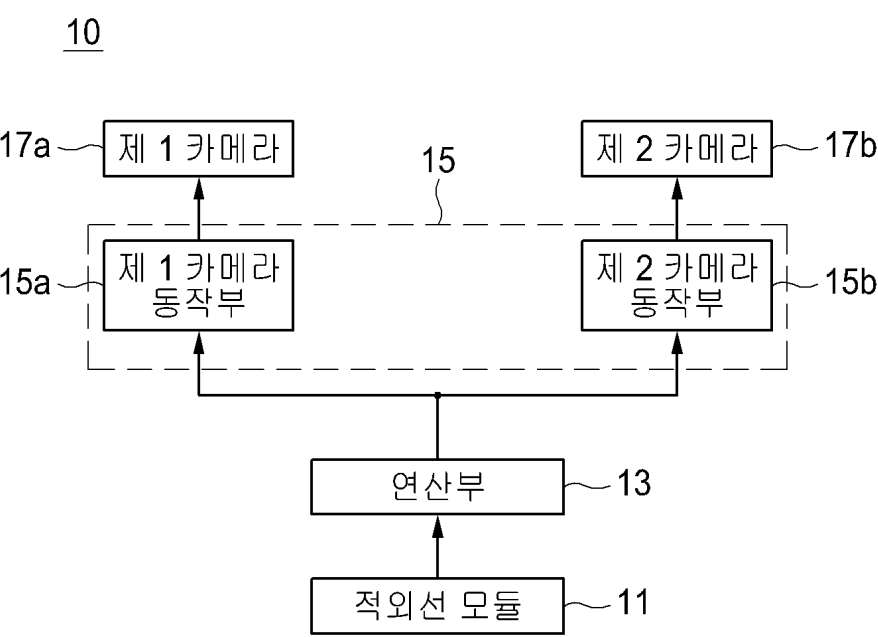 10
17a
제 1 카메라
제 2 카메라
17b
15
15a
제 1 카메라
동작부
제 2 카메라
동작부
15b
연산부
13
적외선 모듈
11